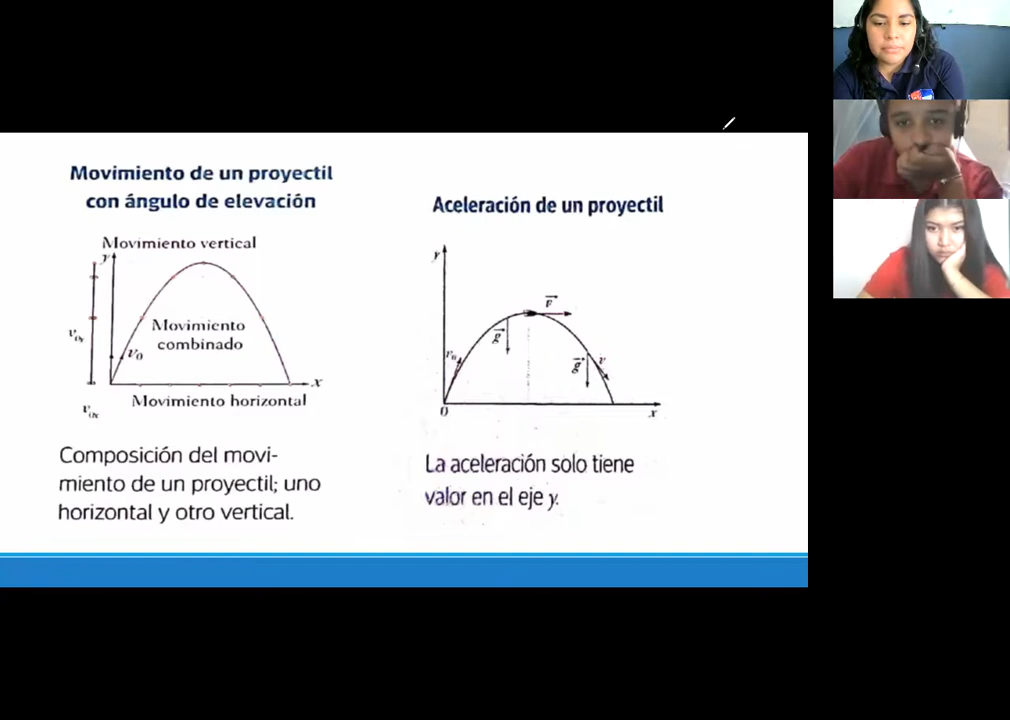 Movimiento de un proyectil
con ángulo de elevación
Movimiento vertical
y
v₀ᵧ
v₀
Movimiento
combinado
x
v₀ₓ
Movimiento horizontal
Composición del movi-
miento de un proyectil; uno
horizontal y otro vertical.
Aceleración de un proyectil
y
v₀
g
v
g
v
0
x
La aceleración solo tiene
valor en el eje y.